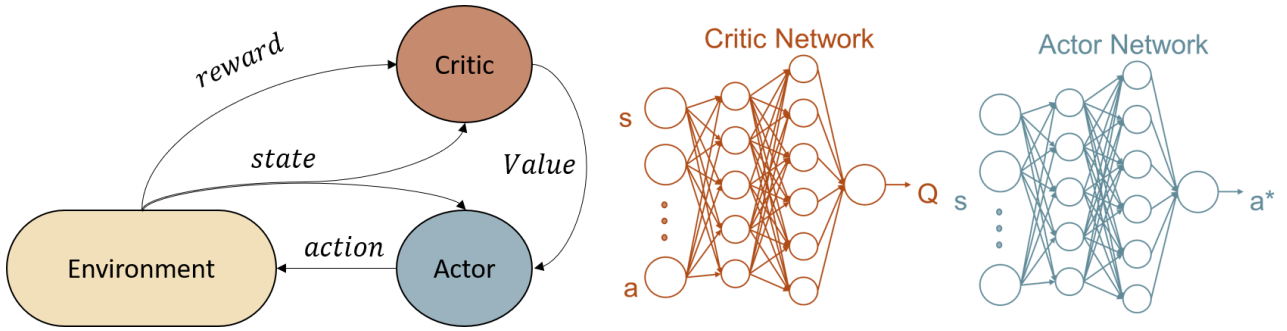 reward
Critic
state
Value
Environment
action
Actor
Critic Network
s
a
Q
Actor Network
s
a*